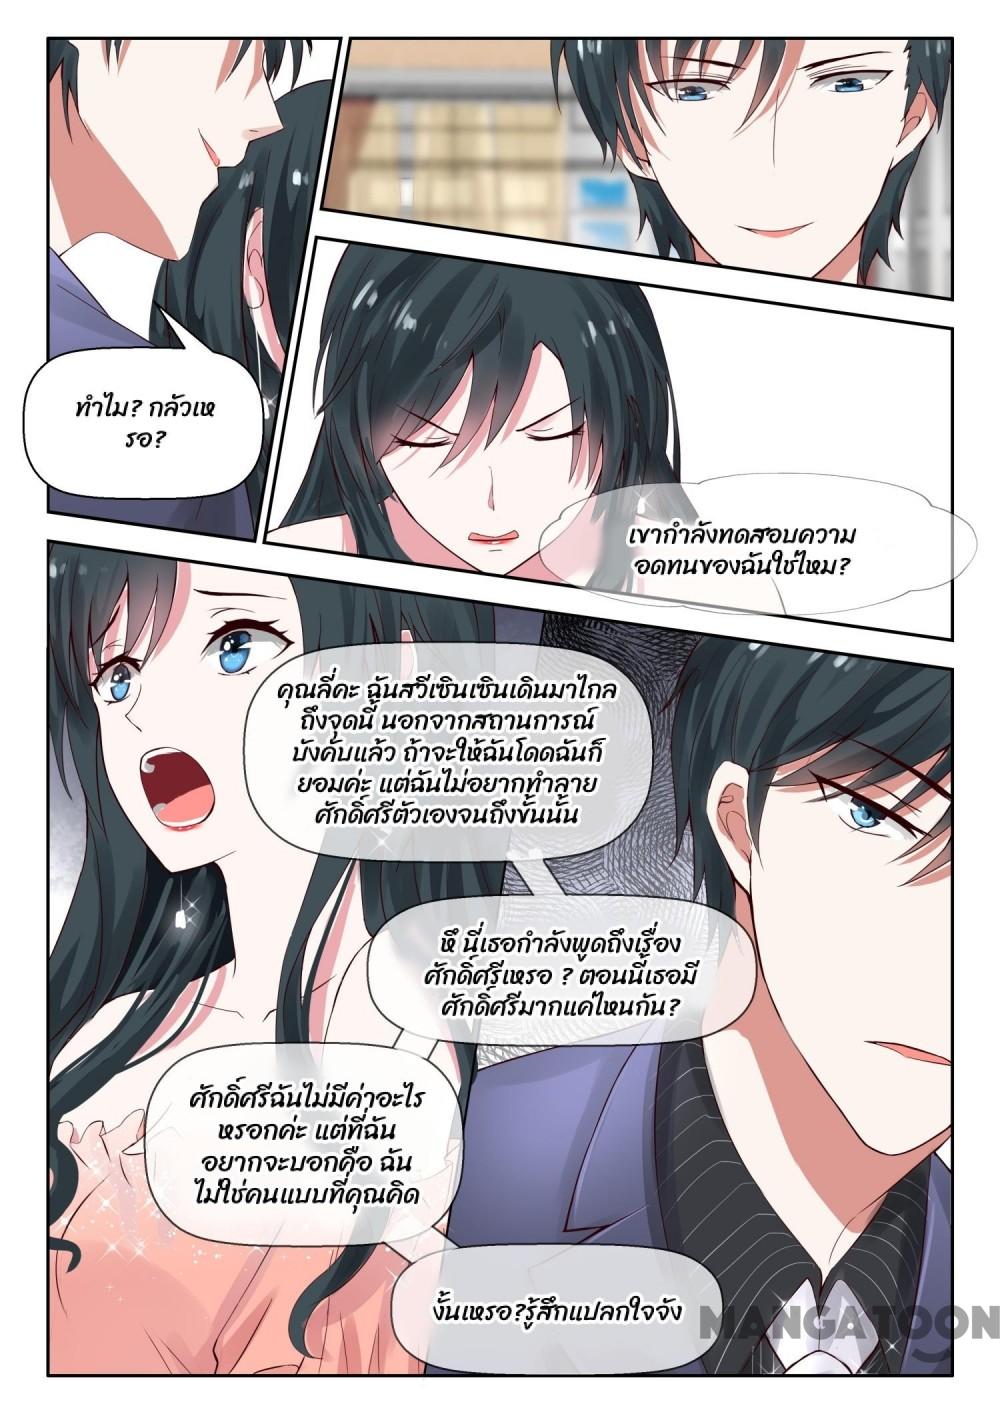 ทำไม? กลัวเห
รอ?
เขากำลังทดสอบความ
อดทนของฉันใช่ไหม?
คุณลี่คะ ฉันสวีเซินเซินเดินมาไกล
ถึงจุดนี้ นอกจากสถานการณ์
บังคับแล้ว ถ้าจะให้ฉันโดดฉันก็
ยอมค่ะ แต่ฉันไม่อยากทำลาย
ศักดิ์ศรีตัวเองจนถึงขั้นนั้น
หึ นี่เธอกำลังพูดถึงเรื่อง
ศักดิ์ศรีเหรอ ? ตอนนี้เธอมี
ศักดิ์ศรีมากแค่ไหนกัน?
ศักดิ์ศรีฉันไม่มีค่าอะไร
หรอกค่ะ แต่ที่ฉัน
อยากจะบอกคือ ฉัน
ไม่ใช่คนแบบที่คุณคิด
งั้นเหรอ?รู้สึกแปลกใจจัง
MANGATOON